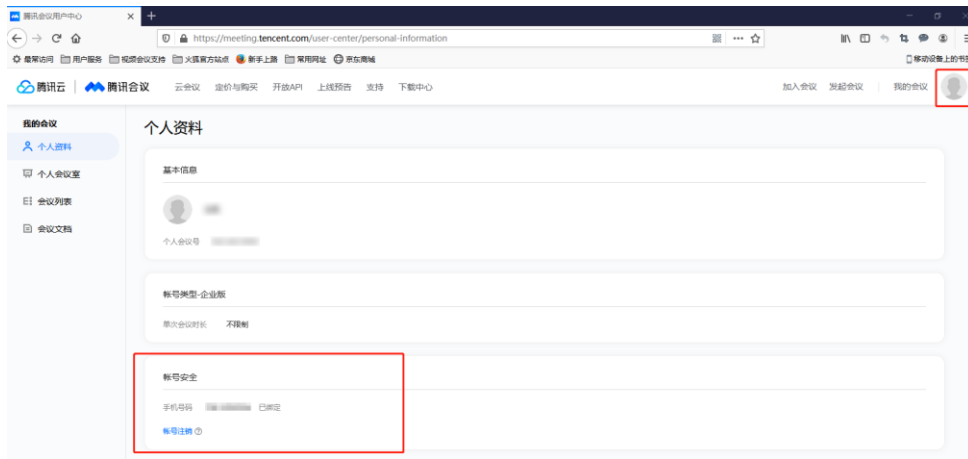 腾讯会议用户中心
https://meeting.tencent.com/user-center/personal-information
最常访问 用户服务 视频会议支持 火狐官方站点 新手上路 常用网址 京东商城 移动设备上的书签
腾讯云 腾讯会议 云会议 定价与购买 开放API 上线预告 支持 下载中心 加入会议 发起会议 我的会议
我的会议
个人资料
个人会议室
会议列表
会议文档
个人资料
基本信息
个人会议号
帐号类型-企业版
单次会议时长 不限制
帐号安全
手机号码 已绑定
帐号注销